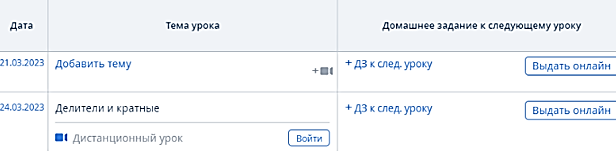 Дата Тема урока Домашнее задание к следующему уроку
21.03.2023 Добавить тему + + ДЗ к след. уроку Выдать онлайн
24.03.2023 Делители и кратные + ДЗ к след. уроку Выдать онлайн
Дистанционный урок Войти